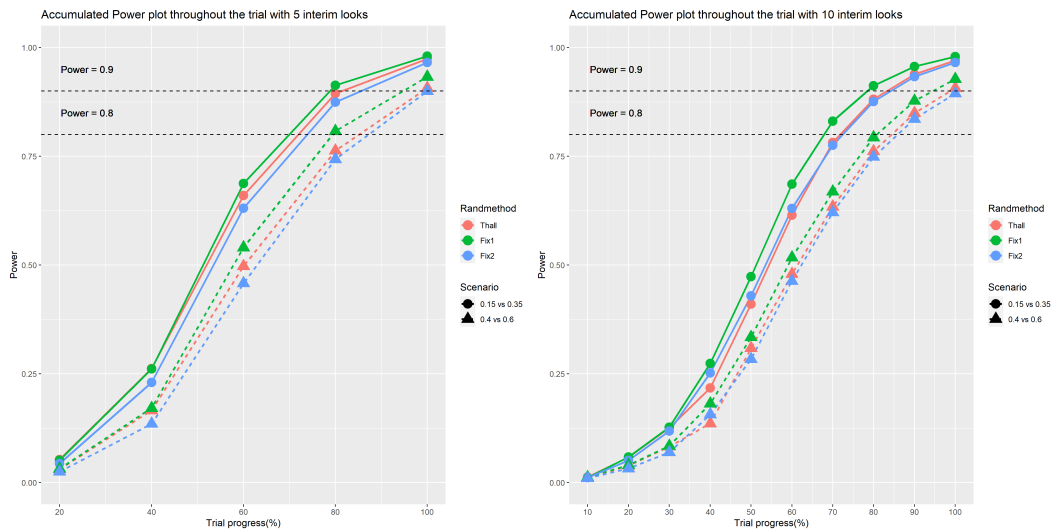 Accumulated Power plot throughout the trial with 5 interim looks
1.00
Power = 0.9
Power = 0.8
0.75
0.50
0.25
0.00
Power
20 40 60 80 100
Trial progress(%)
Randmethod
Thall
Fix1
Fix2
Scenario
0.15 vs 0.35
0.4 vs 0.6
Accumulated Power plot throughout the trial with 10 interim looks
1.00
Power = 0.9
Power = 0.8
0.75
0.50
0.25
0.00
Power
10 20 30 40 50 60 70 80 90 100
Trial progress(%)
Randmethod
Thall
Fix1
Fix2
Scenario
0.15 vs 0.35
0.4 vs 0.6